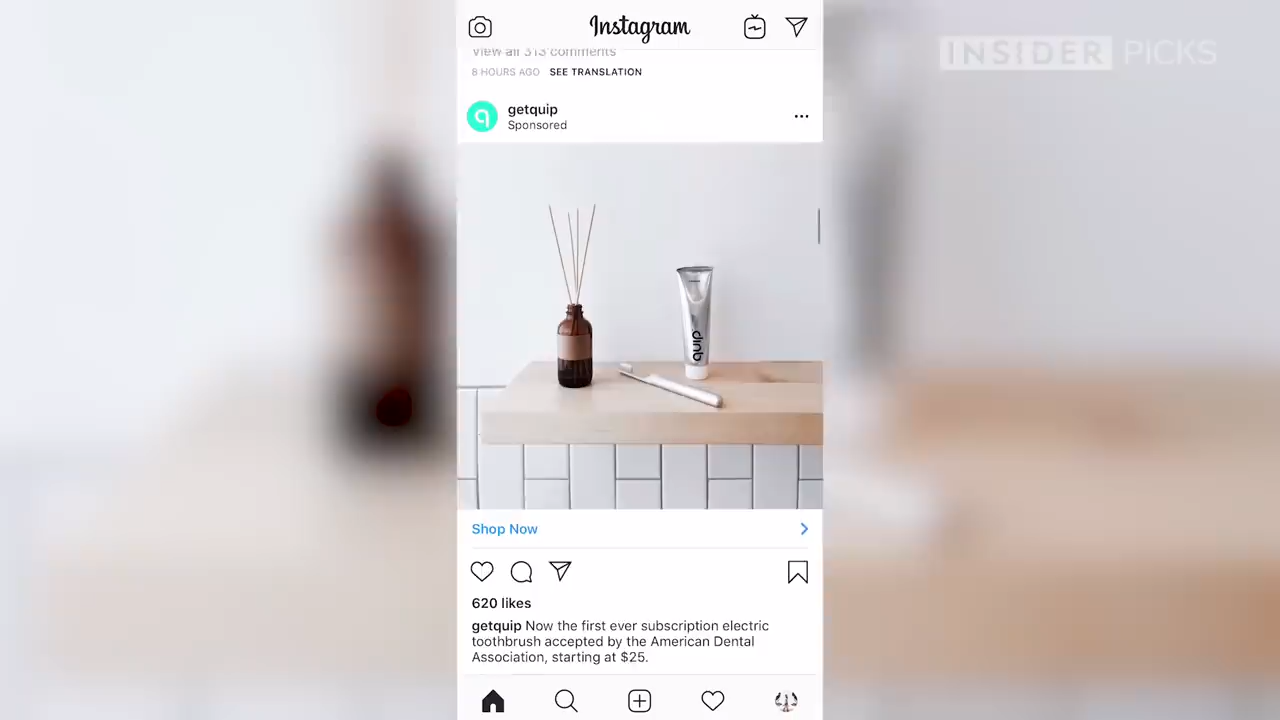 Instagram
INSIDER PICKS
View all 313 comments
8 HOURS AGO SEE TRANSLATION
getquip
Sponsored
quip
Shop Now
620 likes
getquip Now the first ever subscription electric
toothbrush accepted by the American Dental
Association, starting at $25.